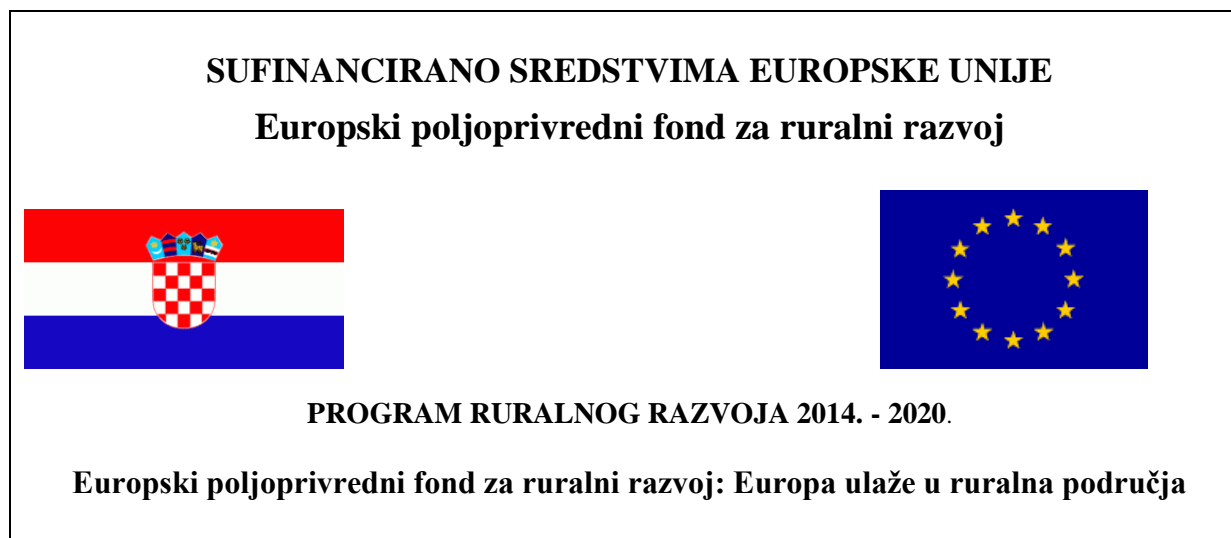 SUFINANCIRANO SREDSTVIMA EUROPSKE UNIJE
Europski poljoprivredni fond za ruralni razvoj
PROGRAM RURALNOG RAZVOJA 2014. - 2020.
Europski poljoprivredni fond za ruralni razvoj: Europa ulaže u ruralna područja